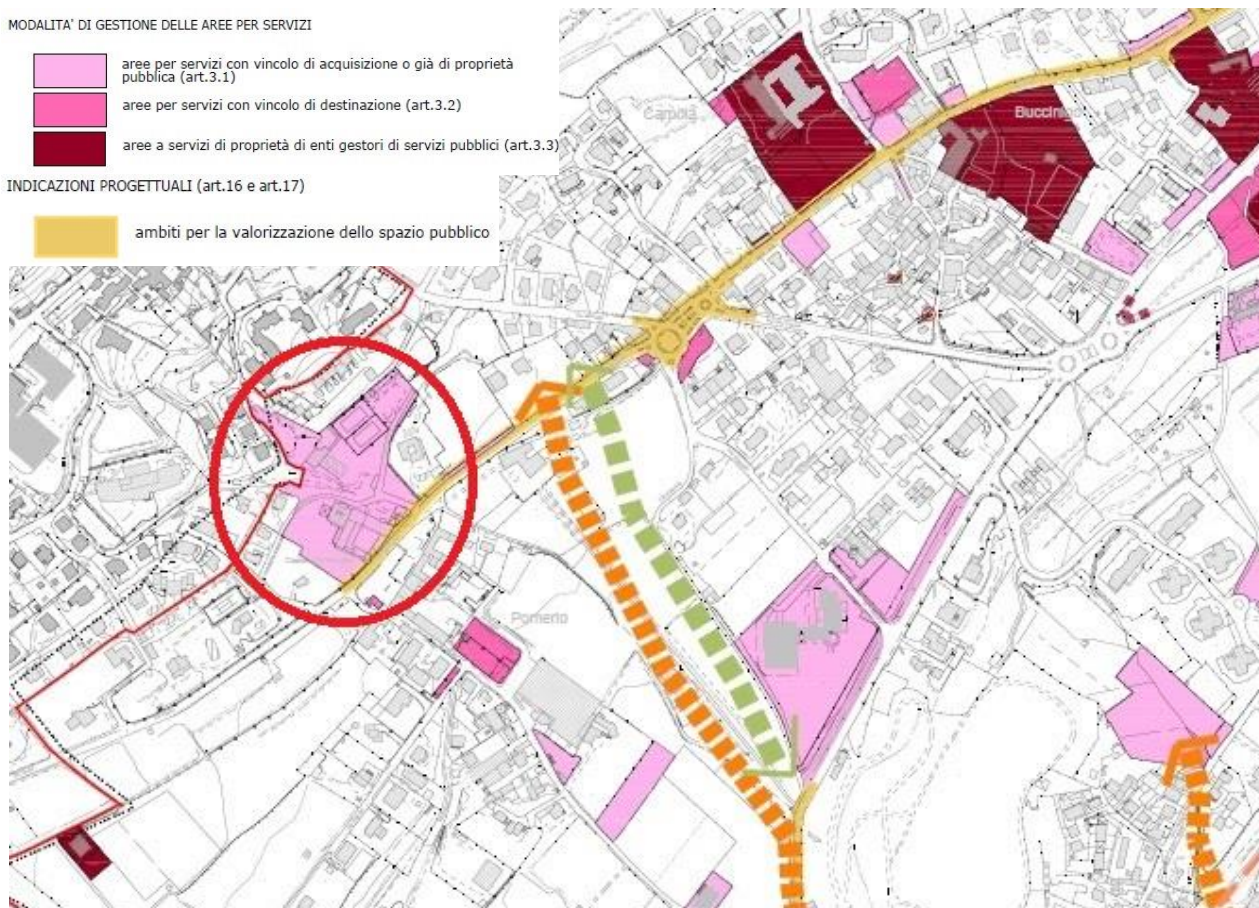 MODALITA' DI GESTIONE DELLE AREE PER SERVIZI
aree per servizi con vincolo di acquisizione o già di proprietà
pubblica (art.3.1)
aree per servizi con vincolo di destinazione (art.3.2)
aree a servizi di proprietà di enti gestori di servizi pubblici (art.3.3)
INDICAZIONI PROGETTUALI (art.16 e art.17)
ambiti per la valorizzazione dello spazio pubblico
Pomerio